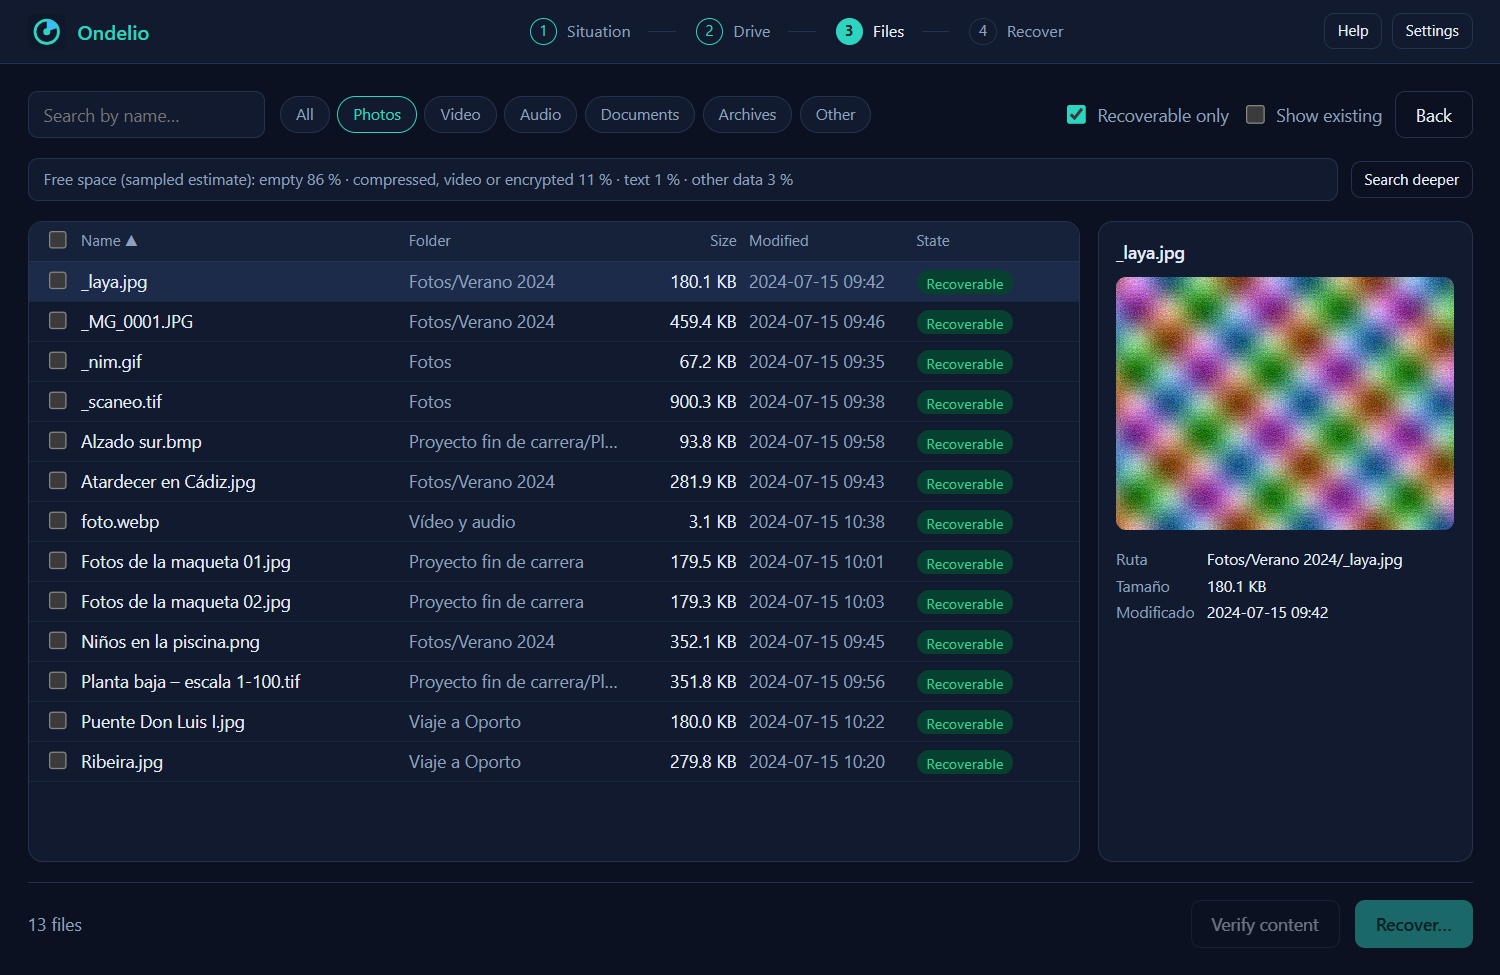 Ondelio
1 Situation 2 Drive 3 Files 4 Recover
Help Settings
Search by name...
All Photos Video Audio Documents Archives Other
Recoverable only Show existing Back
Free space (sampled estimate): empty 86 % · compressed, video or encrypted 11 % · text 1 % · other data 3 %
Search deeper
Name ▲ Folder Size Modified State
_laya.jpg Fotos/Verano 2024 180.1 KB 2024-07-15 09:42 Recoverable
_MG_0001.JPG Fotos/Verano 2024 459.4 KB 2024-07-15 09:46 Recoverable
_nim.gif Fotos 67.2 KB 2024-07-15 09:35 Recoverable
_scaneo.tif Fotos 900.3 KB 2024-07-15 09:38 Recoverable
Alzado sur.bmp Proyecto fin de carrera/Pl... 93.8 KB 2024-07-15 09:58 Recoverable
Atardecer en Cádiz.jpg Fotos/Verano 2024 281.9 KB 2024-07-15 09:43 Recoverable
foto.webp Vídeo y audio 3.1 KB 2024-07-15 10:38 Recoverable
Fotos de la maqueta 01.jpg Proyecto fin de carrera 179.5 KB 2024-07-15 10:01 Recoverable
Fotos de la maqueta 02.jpg Proyecto fin de carrera 179.3 KB 2024-07-15 10:03 Recoverable
Niños en la piscina.png Fotos/Verano 2024 352.1 KB 2024-07-15 09:45 Recoverable
Planta baja – escala 1-100.tif Proyecto fin de carrera/Pl... 351.8 KB 2024-07-15 09:56 Recoverable
Puente Don Luis I.jpg Viaje a Oporto 180.0 KB 2024-07-15 10:22 Recoverable
Ribeira.jpg Viaje a Oporto 279.8 KB 2024-07-15 10:20 Recoverable
_laya.jpg
Ruta Fotos/Verano 2024/_laya.jpg
Tamaño 180.1 KB
Modificado 2024-07-15 09:42
13 files
Verify content Recover...